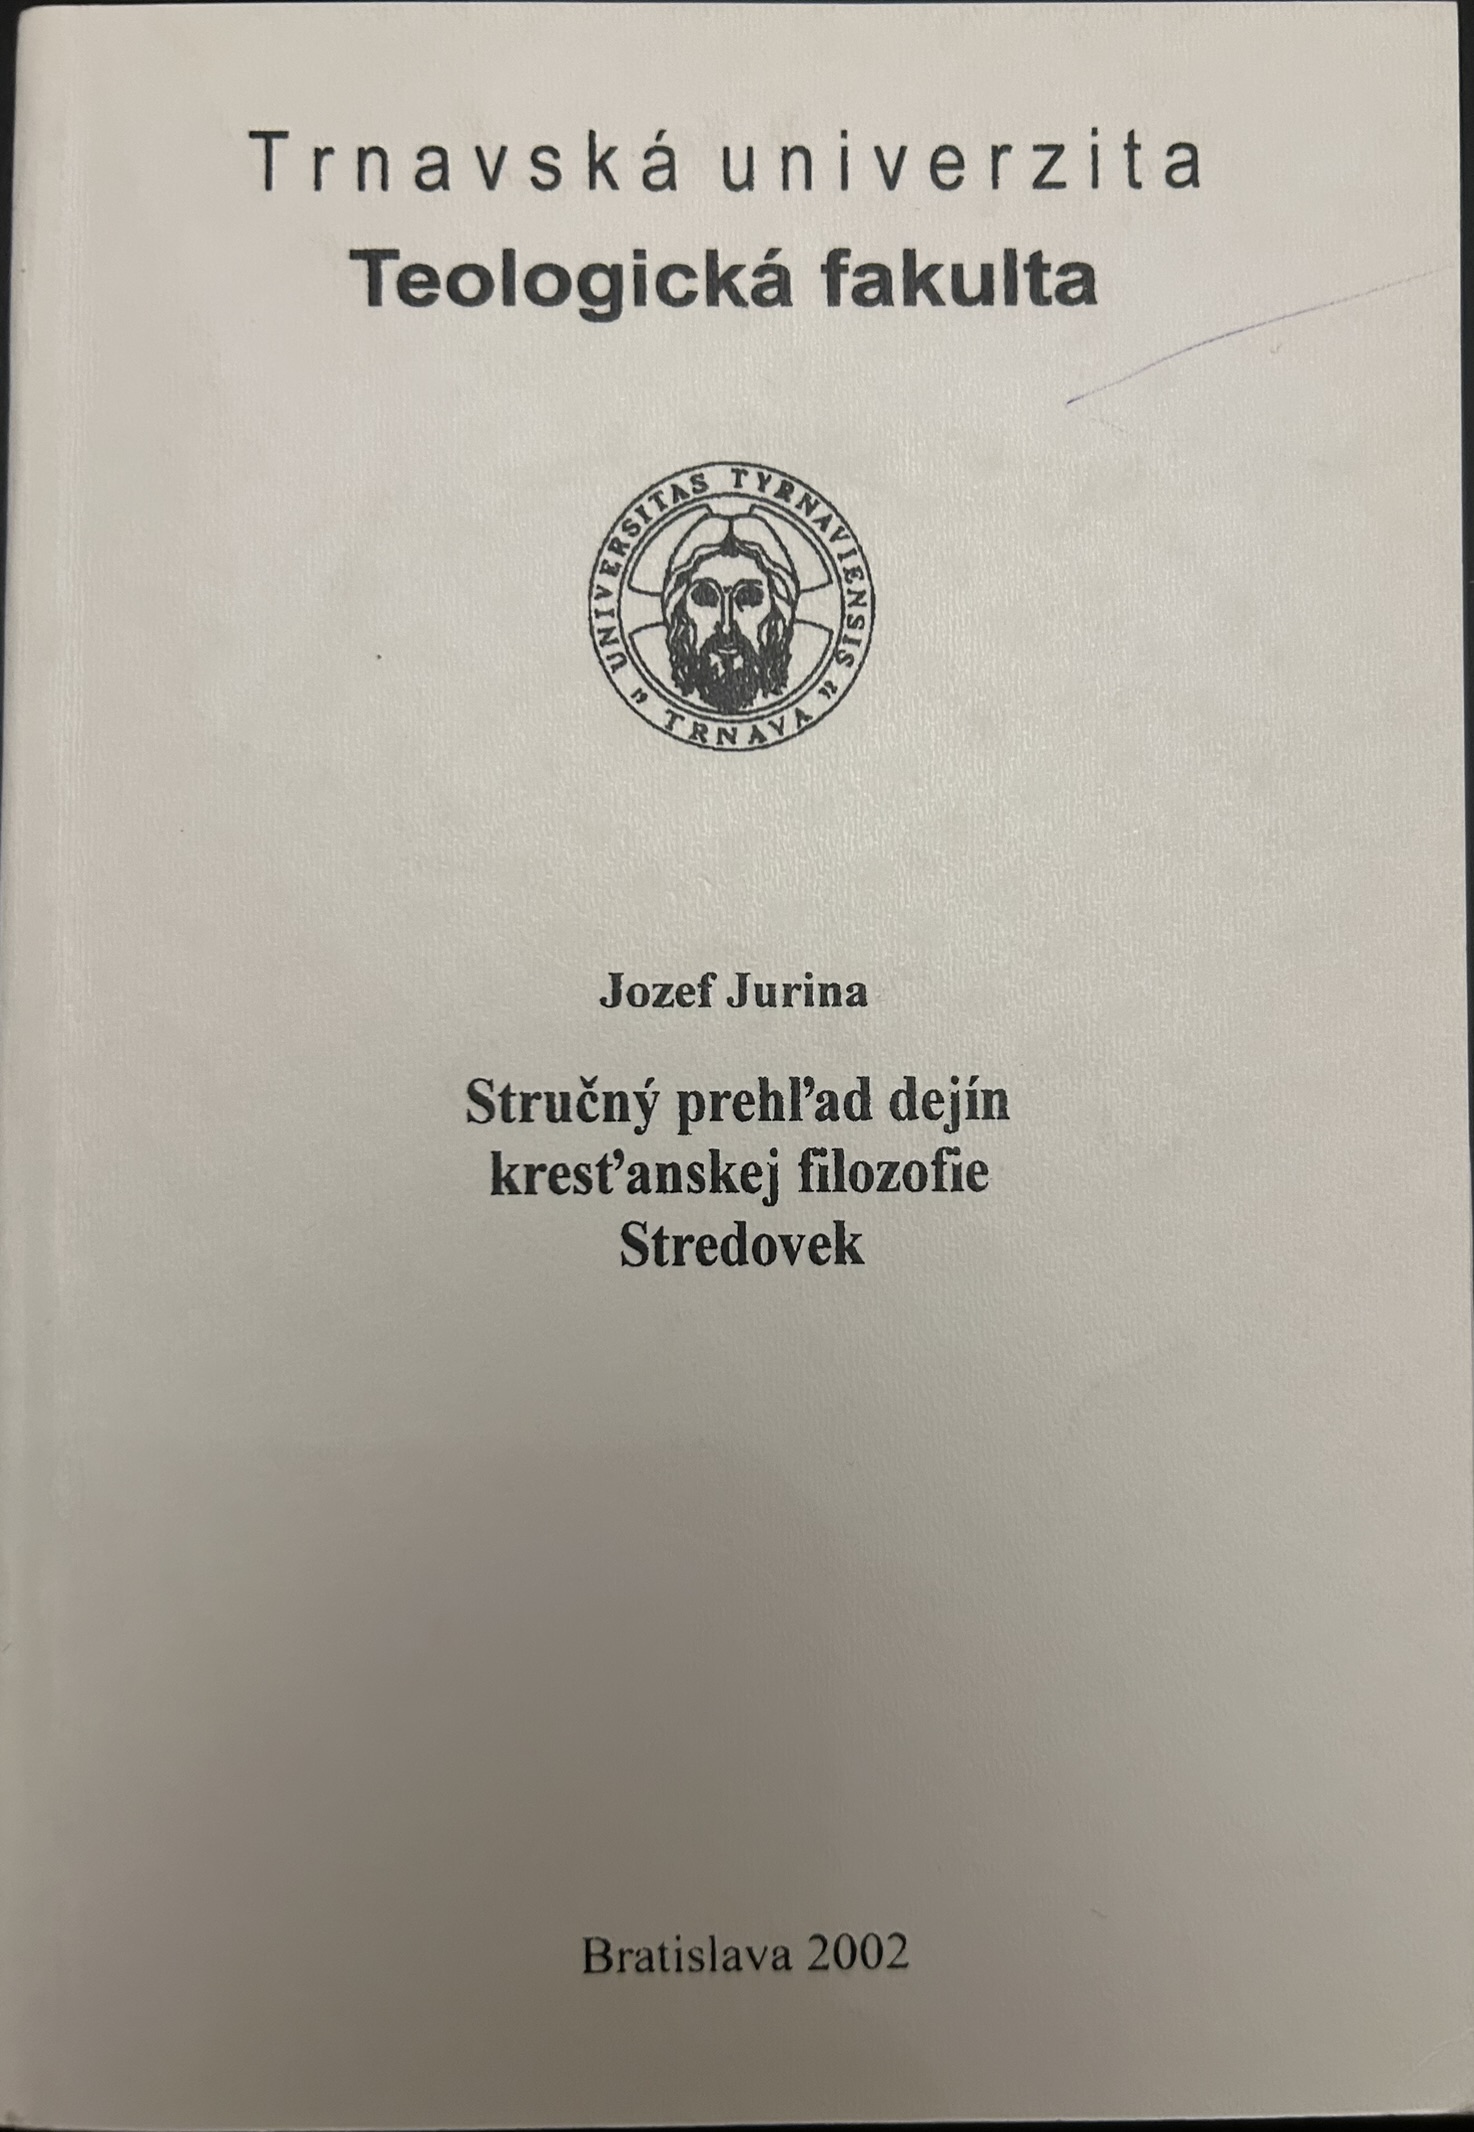 Trnavská univerzita
Teologická fakulta
UNIVERSITAS TYRNAVIENSIS
" TRNAVA "
Jozef Jurina
Stručný prehľad dejín
kresťanskej filozofie
Stredovek
Bratislava 2002